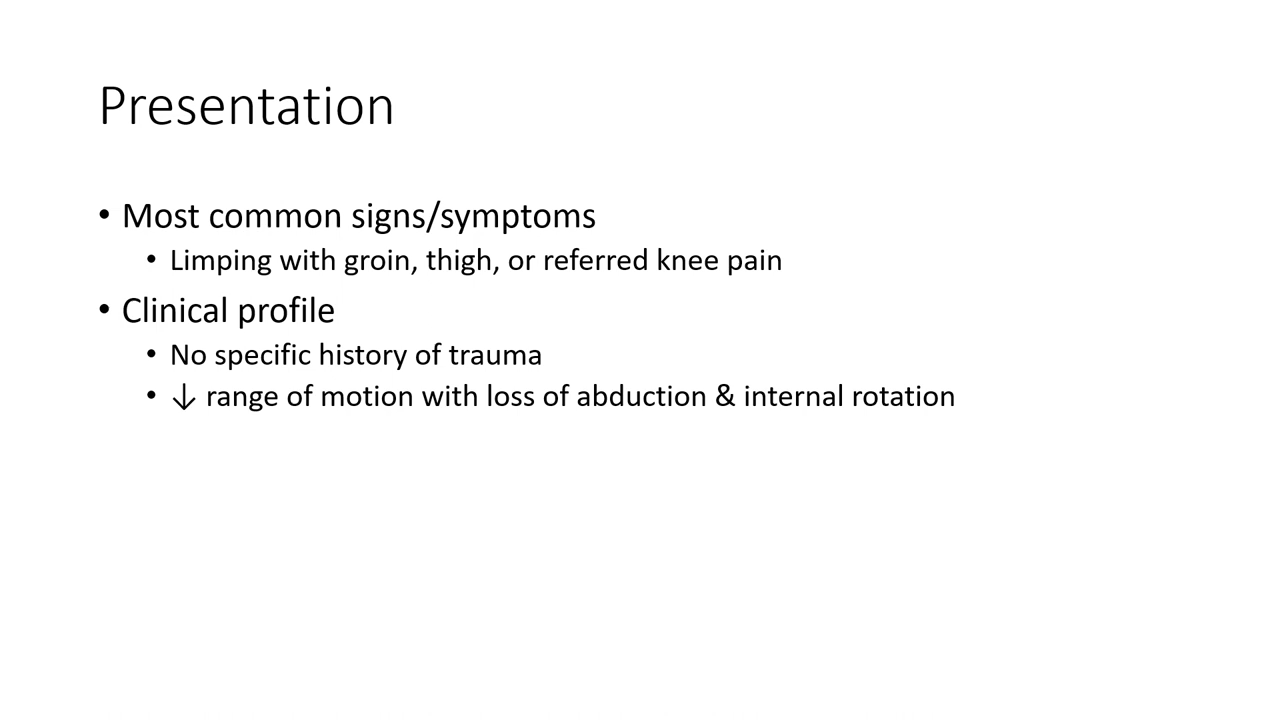 Presentation
• Most common signs/symptoms
• Limping with groin, thigh, or referred knee pain
• Clinical profile
• No specific history of trauma
• ↓ range of motion with loss of abduction & internal rotation